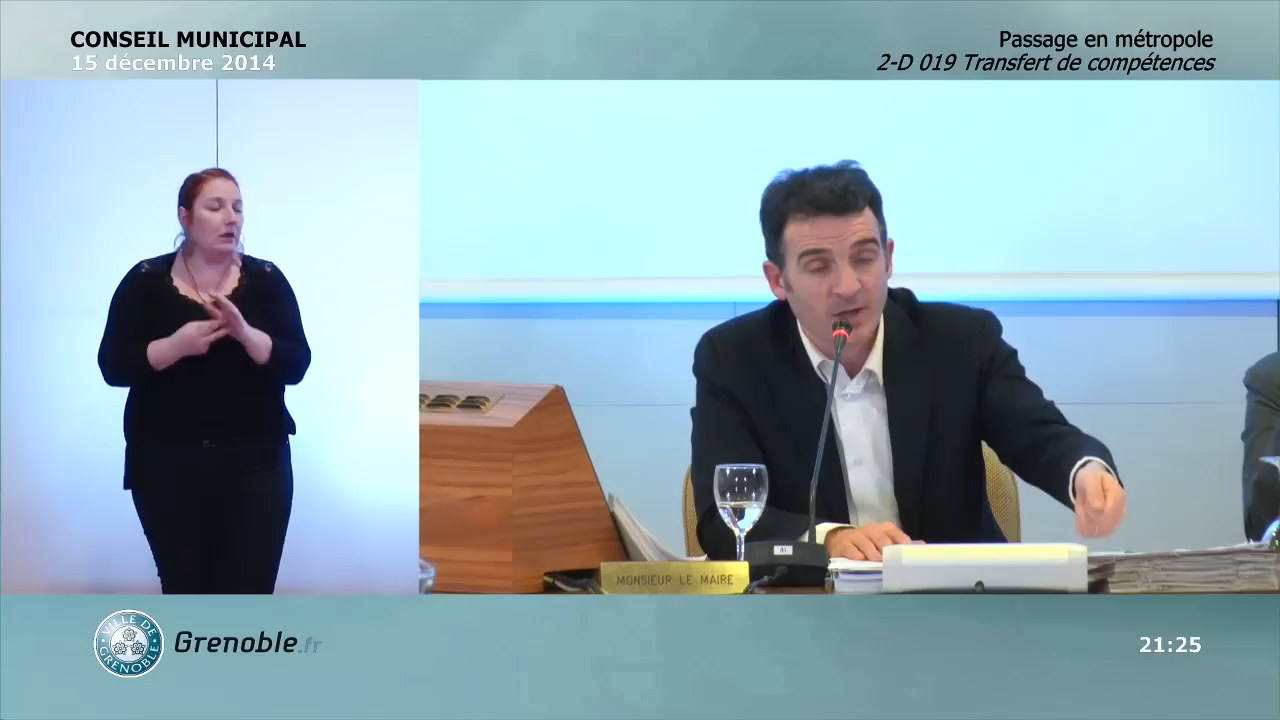 CONSEIL MUNICIPAL
15 décembre 2014
Passage en métropole
2-D 019 Transfert de compétences
31
MONSIEUR LE MAIRE
VILLE DE GRENOBLE
Grenoble.fr
21:25